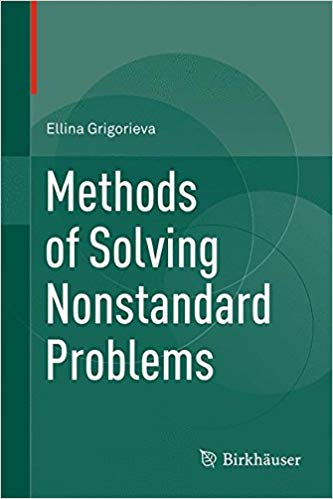 Ellina Grigorieva
Methods
of Solving
Nonstandard
Problems
Birkhäuser